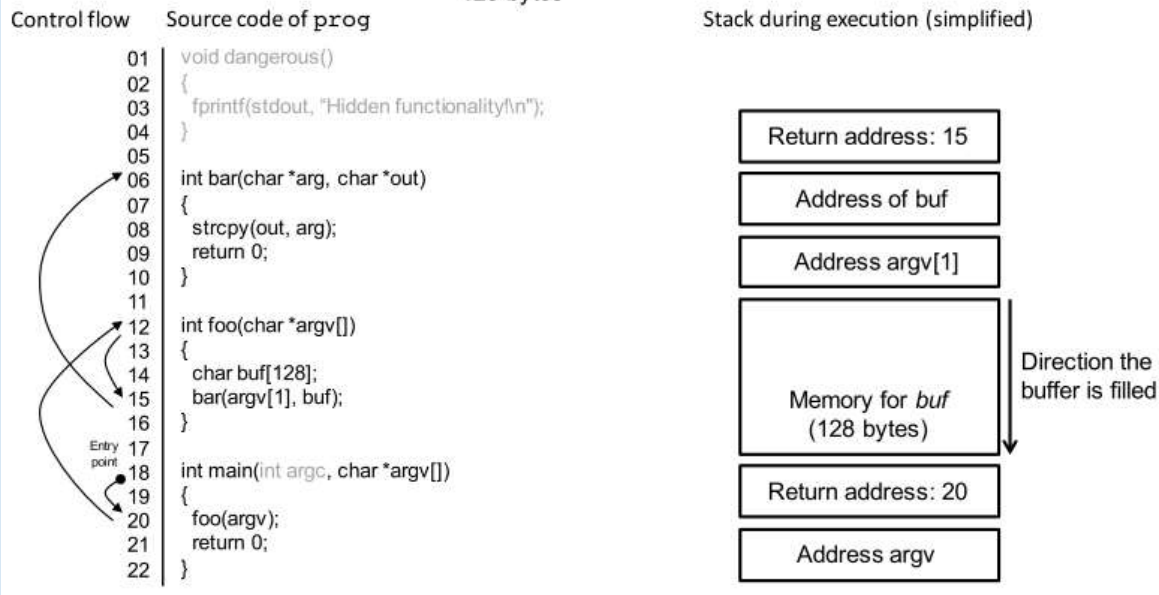 Control flow Source code of prog Stack during execution (simplified)
01 void dangerous()
02 {
03 fprintf(stdout, "Hidden functionality!\n");
04 }
05
06 int bar(char *arg, char *out)
07 {
08 strcpy(out, arg);
09 return 0;
10 }
11
12 int foo(char *argv[])
13 {
14 char buf[128];
15 bar(argv[1], buf);
16 }
Entry 17
point 18 int main(int argc, char *argv[])
19 {
20 foo(argv);
21 return 0;
22 }
Return address: 15
Address of buf
Address argv[1]
Memory for buf
(128 bytes)
Direction the
buffer is filled
Return address: 20
Address argv